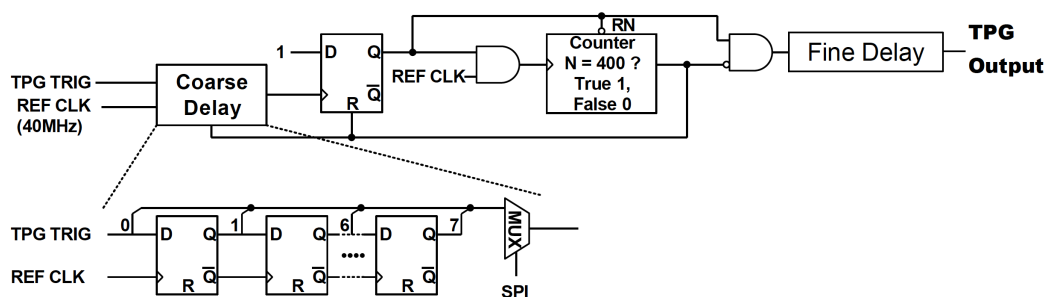 TPG TRIG
REF CLK
(40MHz)
Coarse
Delay
1
D
Q
Q
R
REF CLK
RN
Counter
N = 400 ?
True 1,
False 0
Fine Delay
TPG
Output
TPG TRIG
REF CLK
0
D
Q
Q
R
1
D
Q
Q
R
6
D
Q
Q
R
7
MUX
SPI